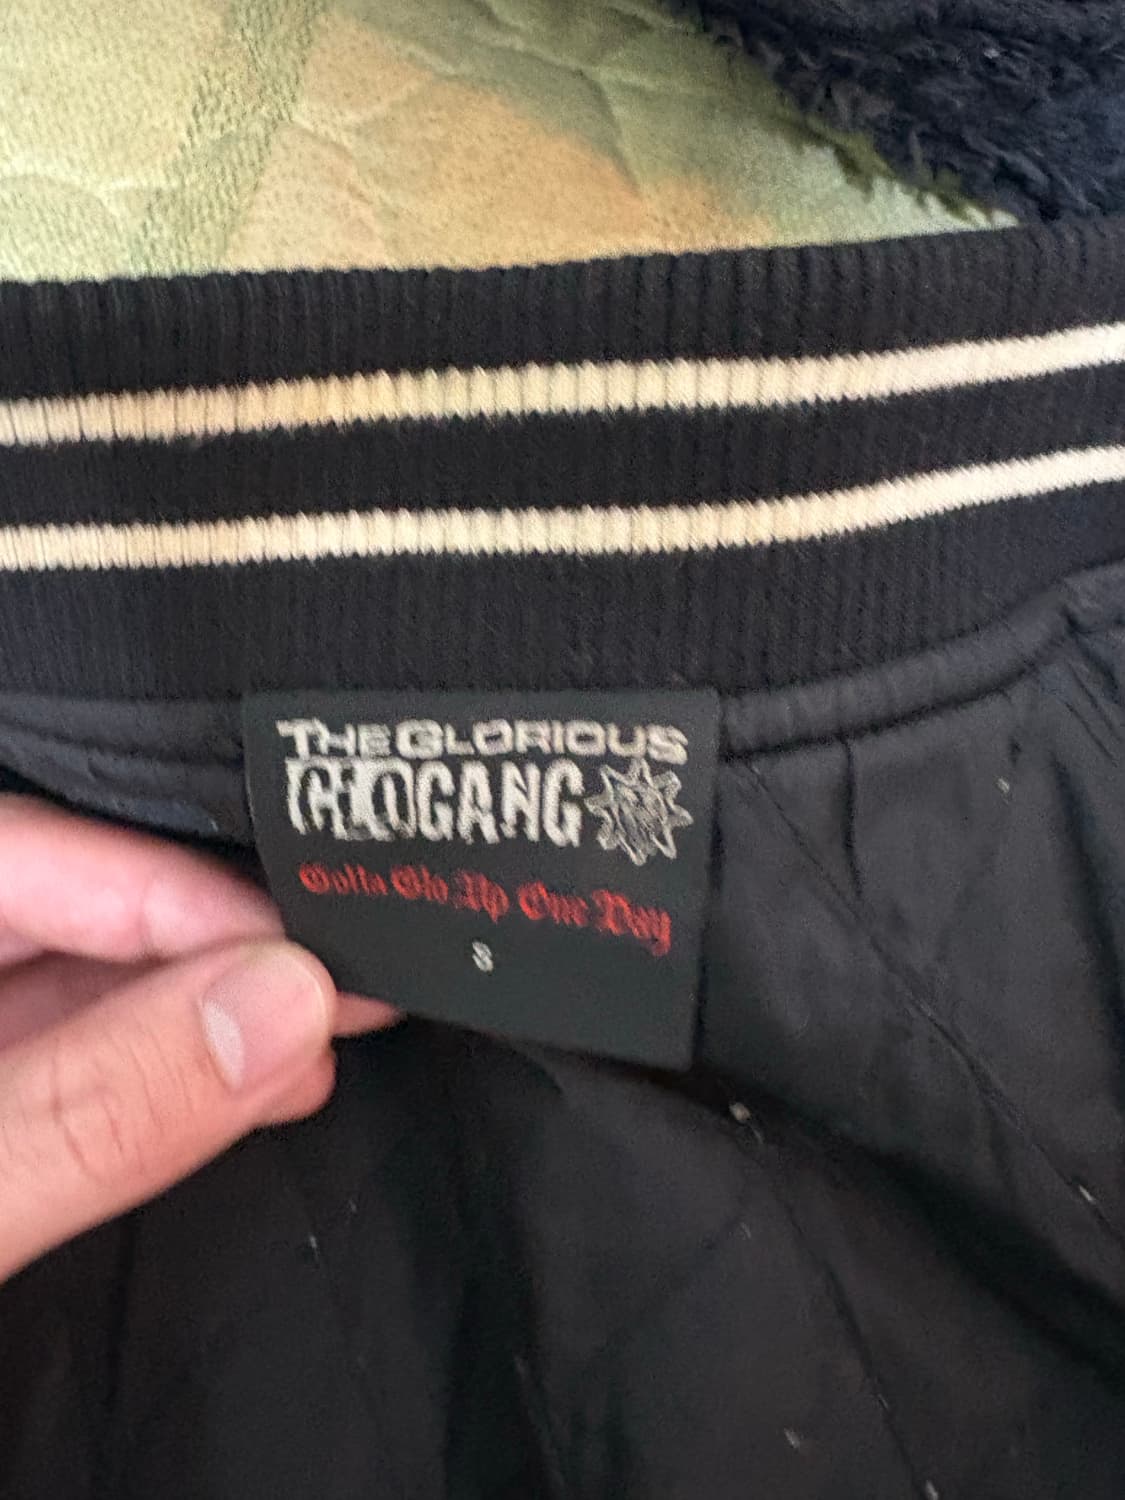 THE GLORIOUS
GLOGANG
Gotta Glo Up One Day
S